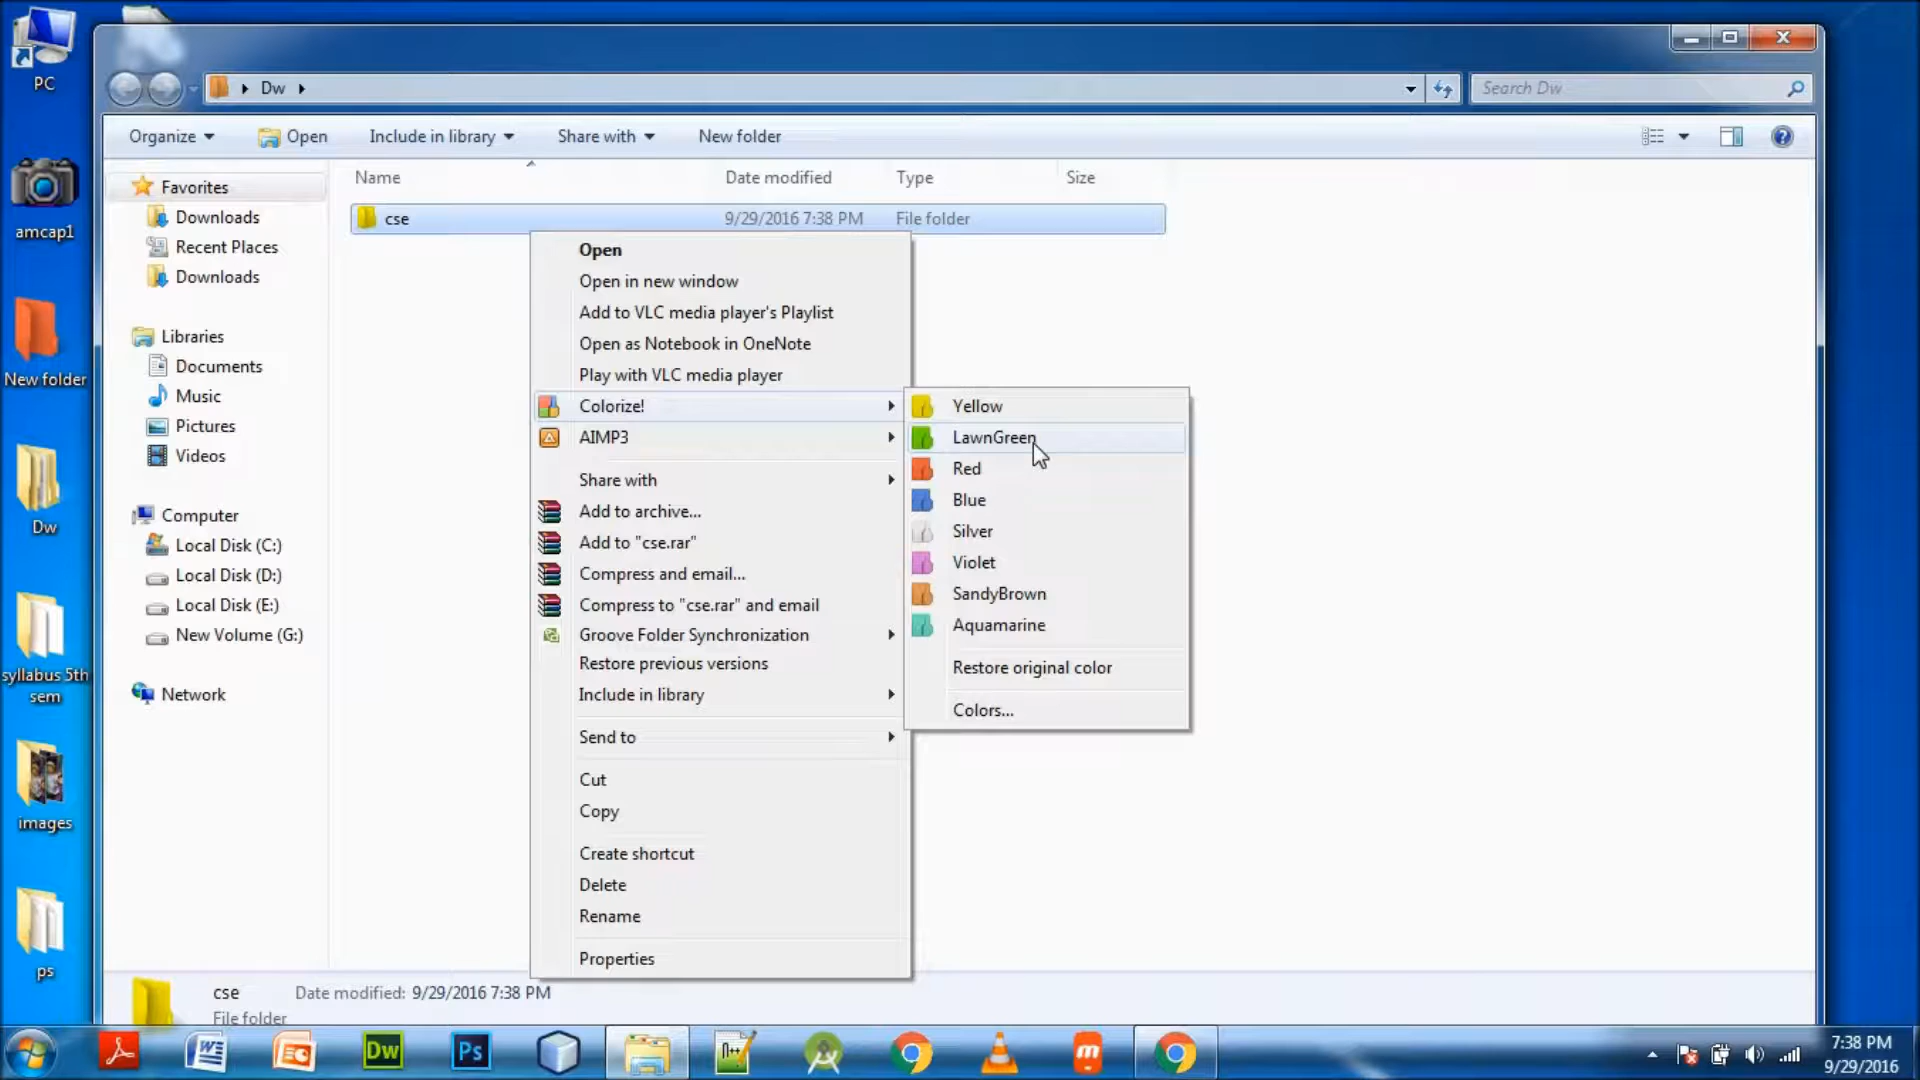 PC
amcap1
New folder
Dw
syllabus 5th
sem
images
ps
Dw
Search Dw
Organize
Open
Include in library
Share with
New folder
Favorites
Downloads
Recent Places
Downloads
Libraries
Documents
Music
Pictures
Videos
Computer
Local Disk (C:)
Local Disk (D:)
Local Disk (E:)
New Volume (G:)
Network
Name Date modified Type Size
cse 9/29/2016 7:38 PM File folder
Open
Open in new window
Add to VLC media player's Playlist
Open as Notebook in OneNote
Play with VLC media player
Colorize!
AIMP3
Share with
Add to archive...
Add to "cse.rar"
Compress and email...
Compress to "cse.rar" and email
Groove Folder Synchronization
Restore previous versions
Include in library
Send to
Cut
Copy
Create shortcut
Delete
Rename
Properties
Yellow
LawnGreen
Red
Blue
Silver
Violet
SandyBrown
Aquamarine
Restore original color
Colors...
cse Date modified: 9/29/2016 7:38 PM
File folder
W
Dw
Ps
n++
m
7:38 PM
9/29/2016